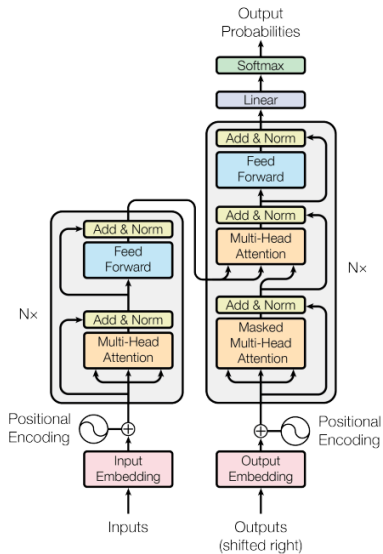 Output
Probabilities
Softmax
Linear
Add & Norm
Feed
Forward
Add & Norm
Multi-Head
Attention
Nx
Add & Norm
Masked
Multi-Head
Attention
Add & Norm
Feed
Forward
Nx
Add & Norm
Multi-Head
Attention
Positional
Encoding
Positional
Encoding
Input
Embedding
Output
Embedding
Inputs
Outputs
(shifted right)